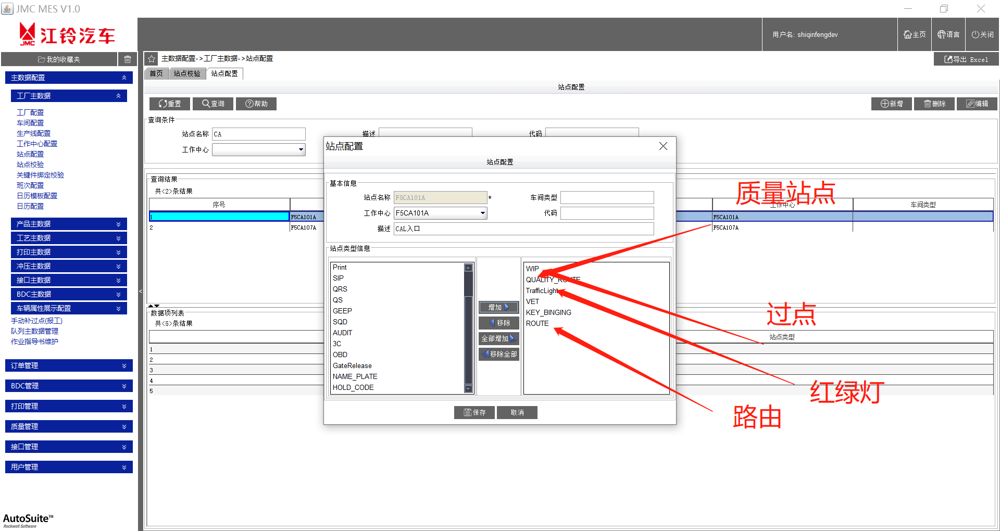 JMC MES V1.0
JMC 江铃汽车
用户名: shiqinfengdev
主页
语言
关闭
我的收藏夹
主数据配置->工厂主数据->站点配置
导出 Excel
首页
站点校验
站点配置
站点配置
重置
查询
帮助
新增
删除
编辑
主数据配置
工厂主数据
工厂配置
车间配置
生产线配置
工作中心配置
站点配置
站点校验
关键件绑定校验
班次配置
日历模板配置
日历配置
产品主数据
工艺主数据
打印主数据
冲压主数据
接口主数据
BDC主数据
车辆属性展示配置
手动补过点(报工)
队列主数据管理
作业指导书维护
订单管理
BDC管理
打印管理
质量管理
接口管理
用户管理
AutoSuite™
Rockwell Software
<
查询条件
站点名称 CA
描述
代码
工作中心
查询结果
共<2>条结果
序号
工作中心
车间类型
1 F5CA101A F5CA101A
2 F5CA107A F5CA107A
数据项列表
共<5>条结果
站点类型
1
2
3
4
5
站点配置
站点配置
基本信息
站点名称 F5CA101A *
车间类型
工作中心 F5CA101A
代码
描述 CAL入口
站点类型信息
Print
SIP
QRS
QS
GEEP
SQD
AUDIT
3C
OBD
GateRelease
NAME_PLATE
HOLD_CODE
增加
移除
全部增加
移除全部
WIP
QUALITY_ROUTE
TrafficLight
VET
KEY_BINGING
ROUTE
保存
取消
质量站点
过点
红绿灯
路由